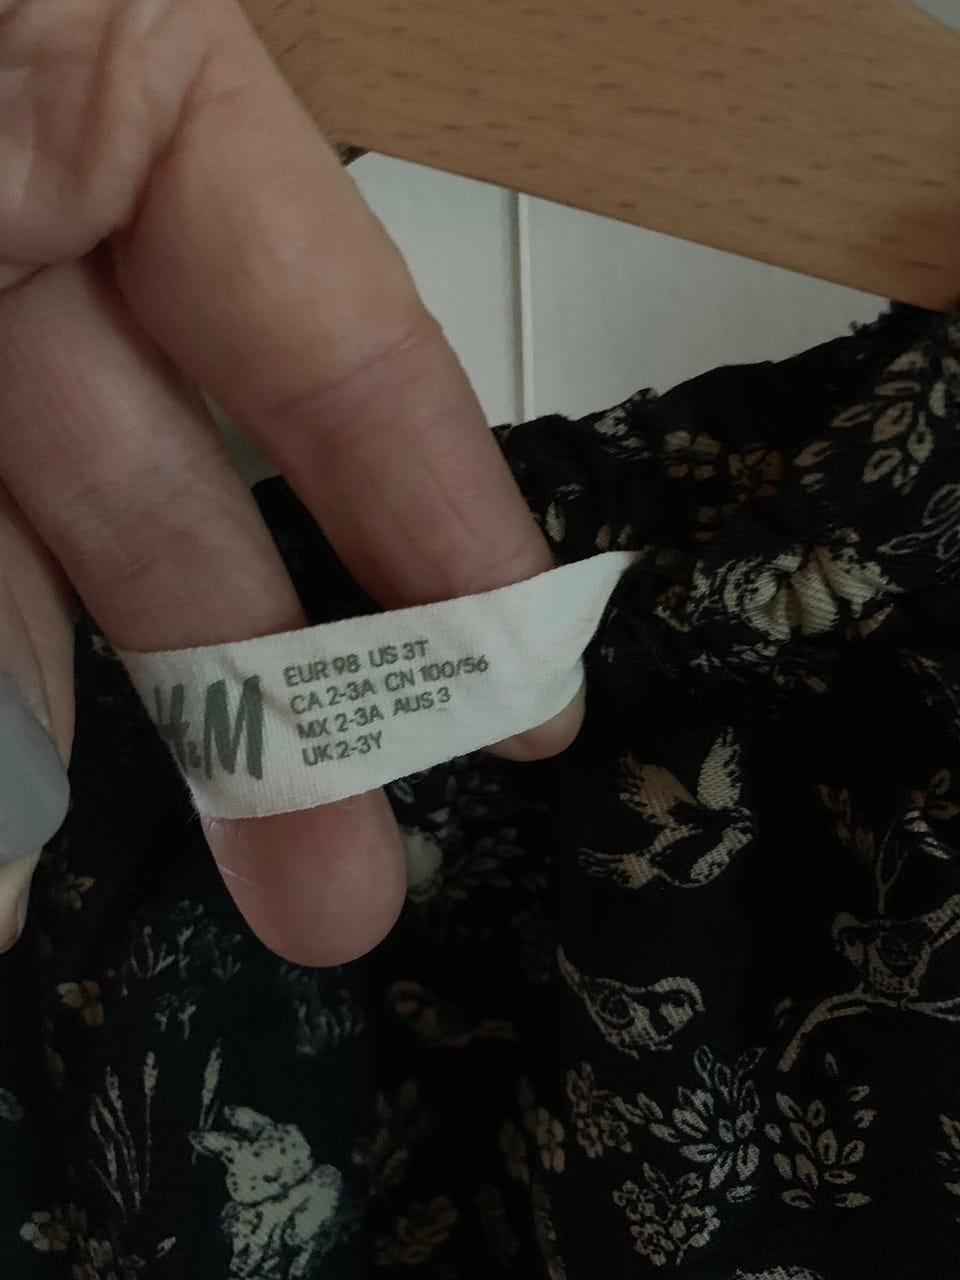 H&M
EUR 98 US 3T
CA 2-3A CN 100/56
MX 2-3A AUS 3
UK 2-3Y